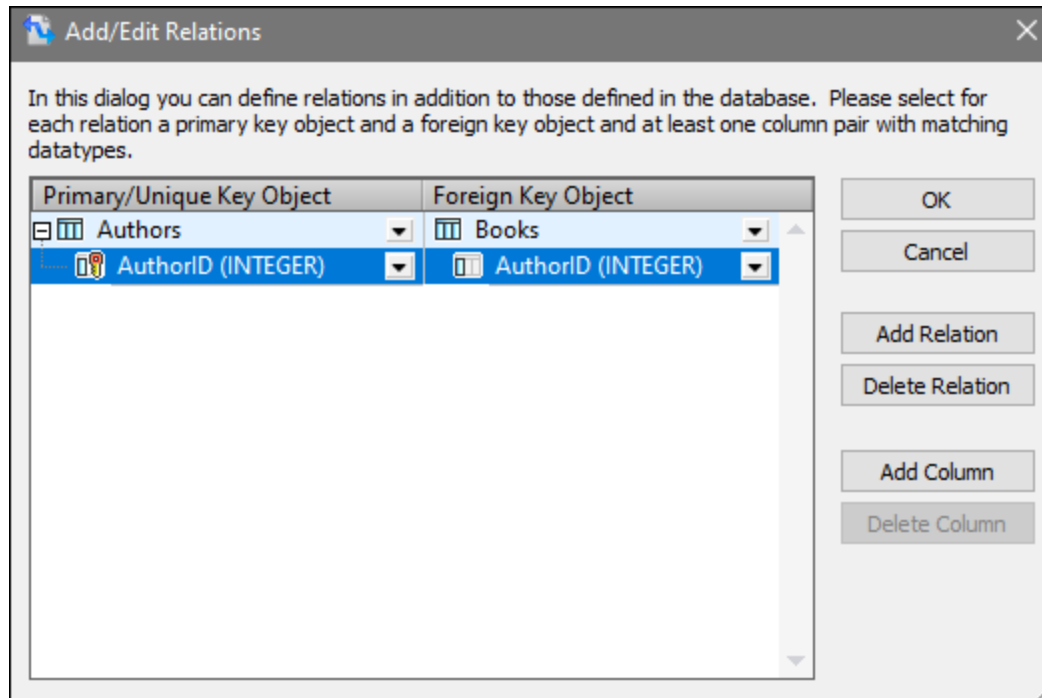 Add/Edit Relations
In this dialog you can define relations in addition to those defined in the database. Please select for
each relation a primary key object and a foreign key object and at least one column pair with matching
datatypes.
Primary/Unique Key Object Foreign Key Object
Authors Books
AuthorID (INTEGER) AuthorID (INTEGER)
OK
Cancel
Add Relation
Delete Relation
Add Column
Delete Column